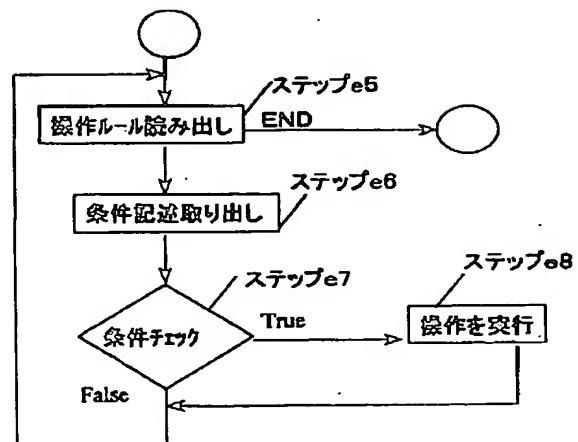 ステップe5
操作ルール読み出し
END
ステップe6
条件記述取り出し
ステップe7
ステップe8
条件チェック
True
操作を実行
False